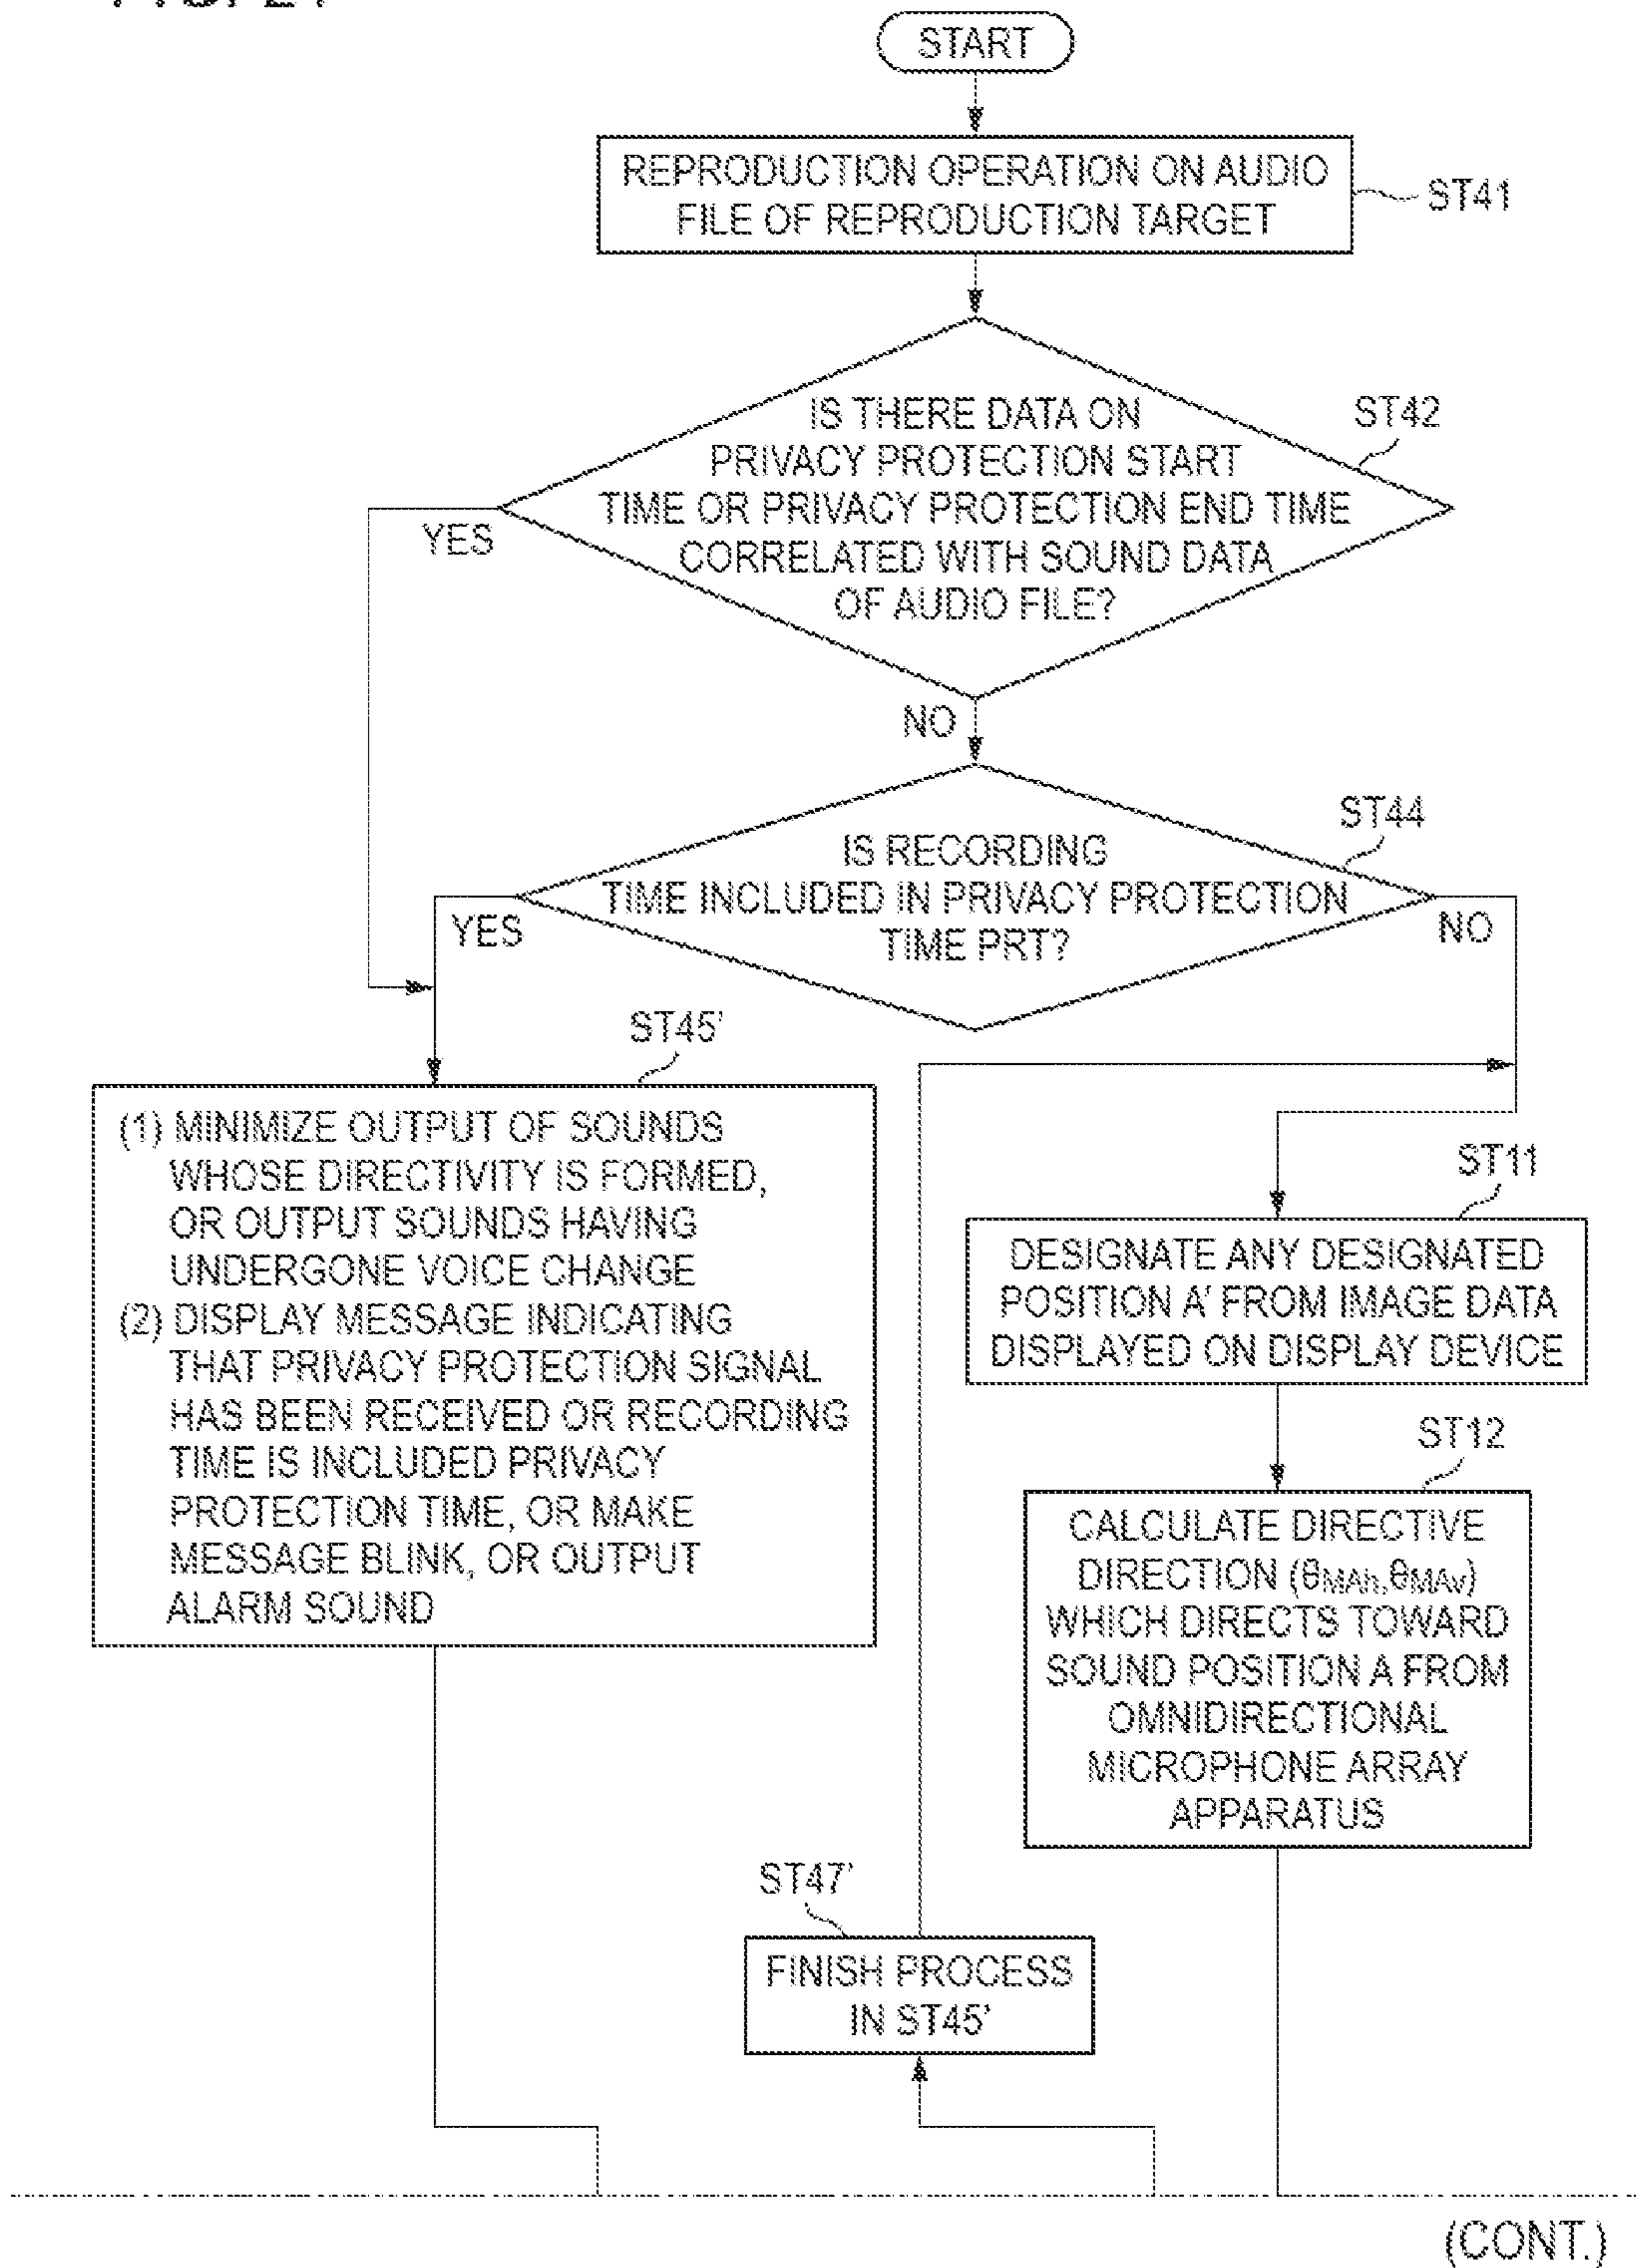 START
REPRODUCTION OPERATION ON AUDIO
FILE OF REPRODUCTION TARGET
ST41
IS THERE DATA ON
PRIVACY PROTECTION START
TIME OR PRIVACY PROTECTION END TIME
CORRELATED WITH SOUND DATA
OF AUDIO FILE?
ST42
YES
NO
IS RECORDING
TIME INCLUDED IN PRIVACY PROTECTION
TIME PRT?
ST44
YES
NO
ST45'
(1) MINIMIZE OUTPUT OF SOUNDS
WHOSE DIRECTIVITY IS FORMED,
OR OUTPUT SOUNDS HAVING
UNDERGONE VOICE CHANGE
(2) DISPLAY MESSAGE INDICATING
THAT PRIVACY PROTECTION SIGNAL
HAS BEEN RECEIVED OR RECORDING
TIME IS INCLUDED PRIVACY
PROTECTION TIME, OR MAKE
MESSAGE BLINK, OR OUTPUT
ALARM SOUND
ST11
DESIGNATE ANY DESIGNATED
POSITION A' FROM IMAGE DATA
DISPLAYED ON DISPLAY DEVICE
ST12
CALCULATE DIRECTIVE
DIRECTION (θMAh,θMAv)
WHICH DIRECTS TOWARD
SOUND POSITION A FROM
OMNIDIRECTIONAL
MICROPHONE ARRAY
APPARATUS
ST47'
FINISH PROCESS
IN ST45'
(CONT.)